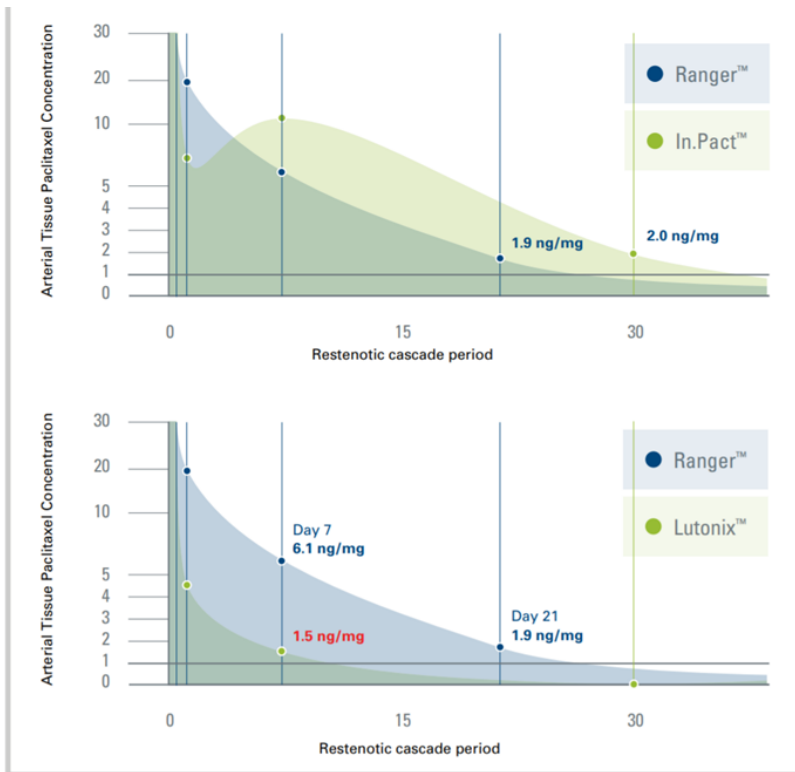 Arterial Tissue Paclitaxel Concentration
30
20
10
5
4
3
2
1
0
Ranger™
In.Pact™
1.9 ng/mg
2.0 ng/mg
0
15
30
Restenotic cascade period
Arterial Tissue Paclitaxel Concentration
30
20
10
5
4
3
2
1
0
Ranger™
Lutonix™
Day 7
6.1 ng/mg
1.5 ng/mg
Day 21
1.9 ng/mg
0
15
30
Restenotic cascade period